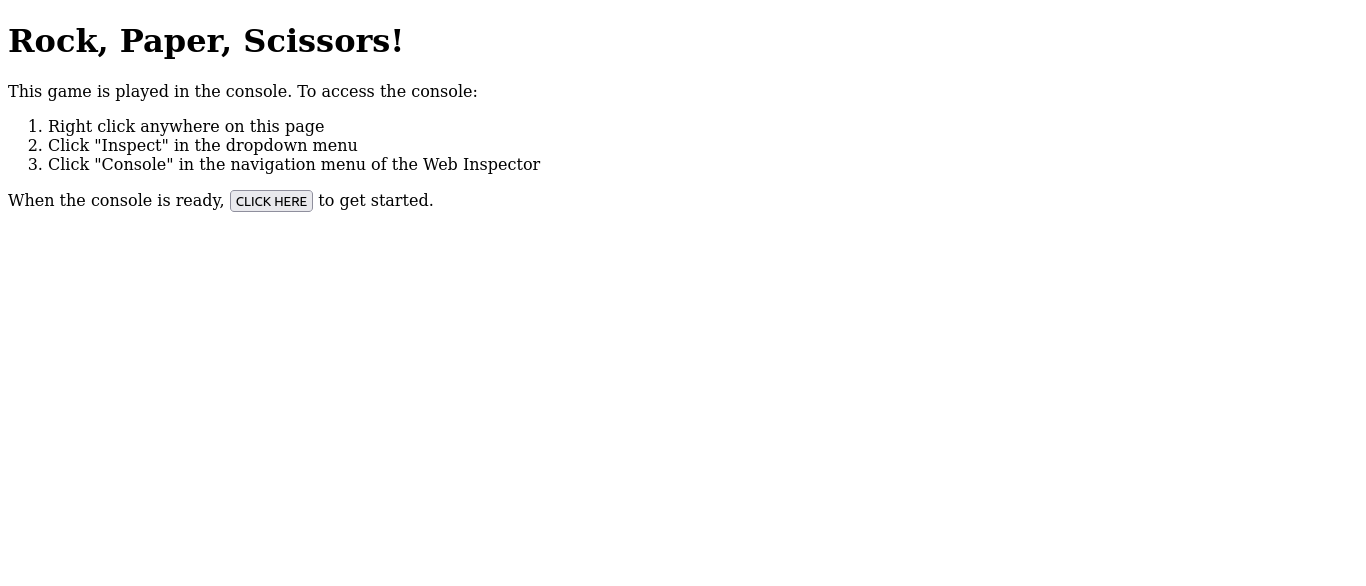 Rock, Paper, Scissors!
This game is played in the console. To access the console:
1. Right click anywhere on this page
2. Click "Inspect" in the dropdown menu
3. Click "Console" in the navigation menu of the Web Inspector
When the console is ready, CLICK HERE to get started.